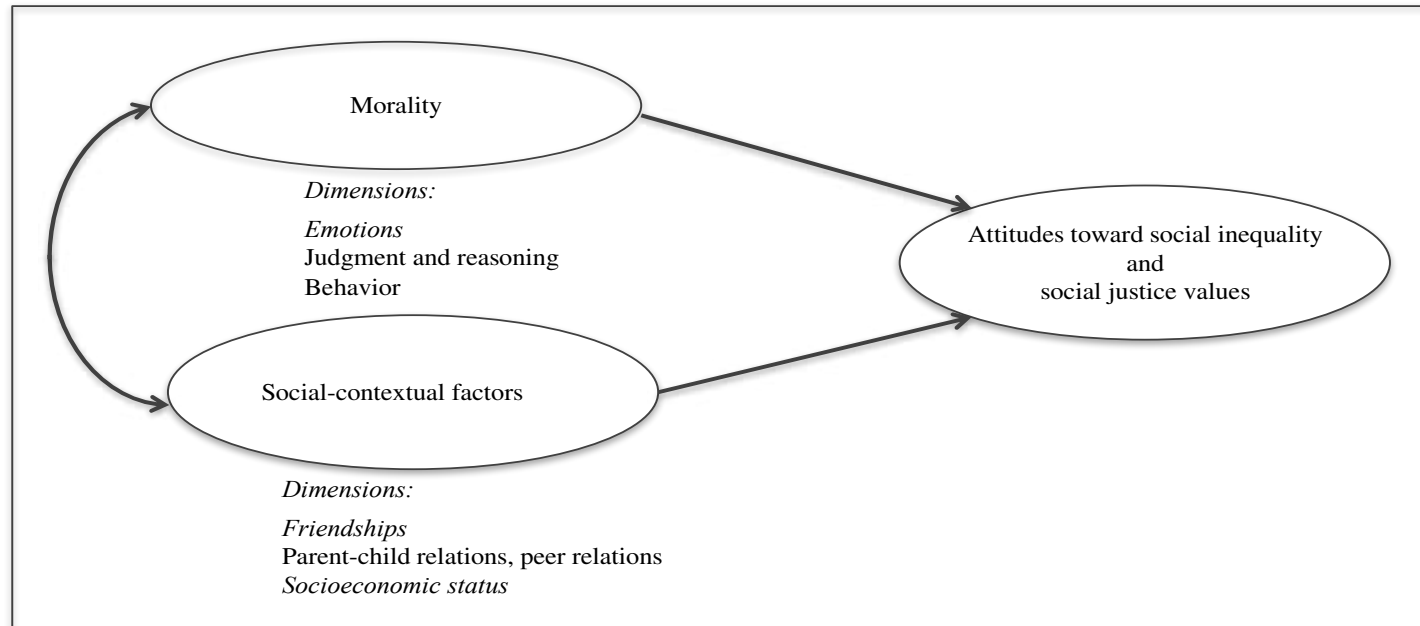 Morality
Dimensions:
Emotions
Judgment and reasoning
Behavior
Attitudes toward social inequality
and
social justice values
Social-contextual factors
Dimensions:
Friendships
Parent-child relations, peer relations
Socioeconomic status